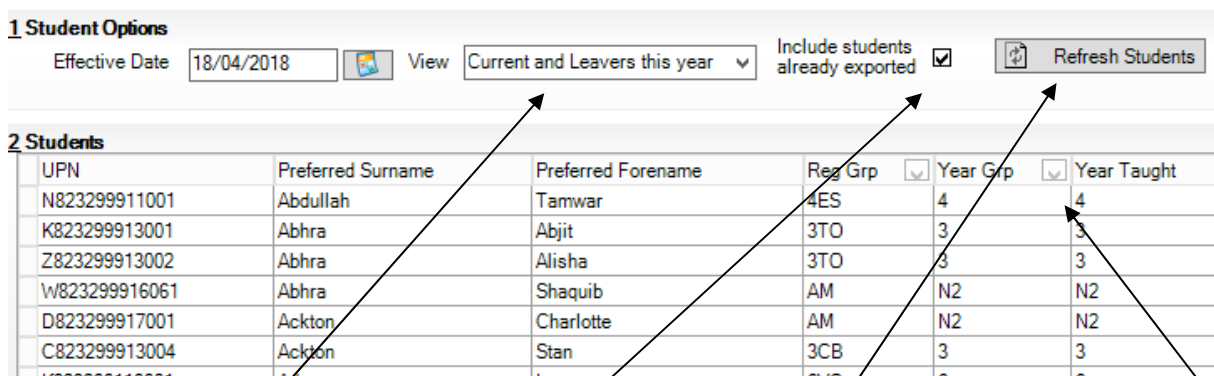 1 Student Options
Effective Date 18/04/2018 View Current and Leavers this year Include students already exported Refresh Students
2 Students
UPN Preferred Surname Preferred Forename Reg Grp Year Grp Year Taught
N823299911001 Abdullah Tamwar 4ES 4 4
K823299913001 Abhra Abjit 3TO 3 3
Z823299913002 Abhra Alisha 3TO 3 3
W823299916061 Abhra Shaquib AM N2 N2
D823299917001 Ackton Charlotte AM N2 N2
C823299913004 Ackton Stan 3CB 3 3